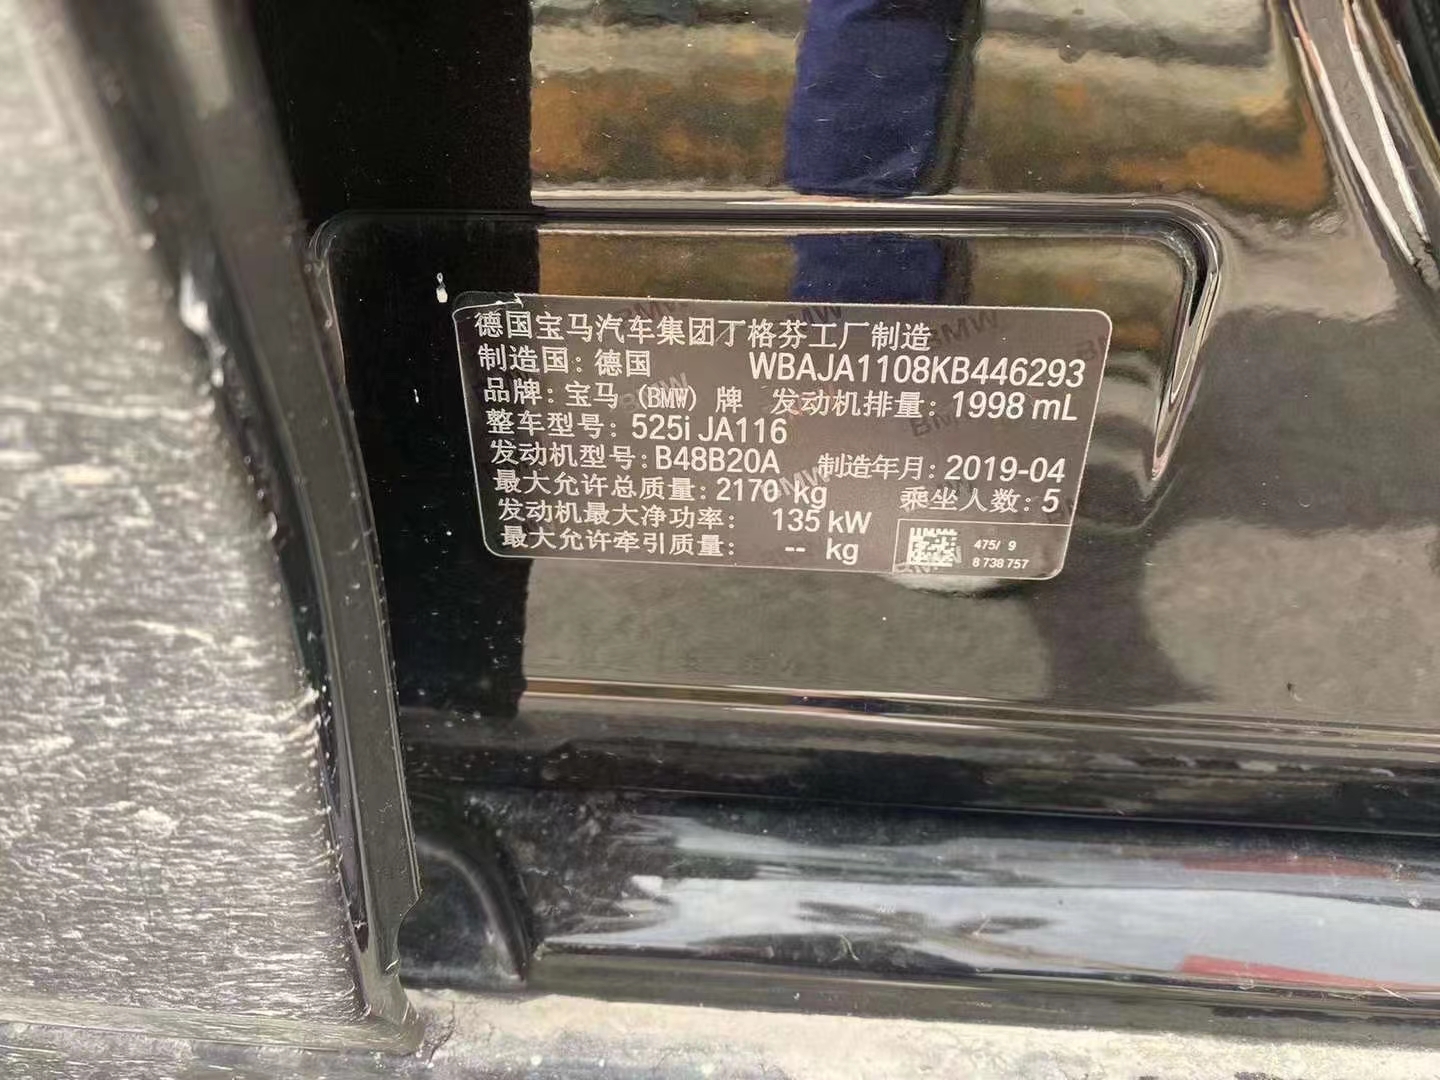 德国宝马汽车集团丁格芬工厂制造
制造国: 德国 WBAJA1108KB446293
品牌: 宝马 (BMW) 牌 发动机排量: 1998 mL
整车型号: 525i JA116
发动机型号: B48B20A 制造年月: 2019-04
最大允许总质量: 2170 kg 乘坐人数: 5
发动机最大净功率: 135 kW
最大允许牵引质量: -- kg
475/ 9
8 738 757